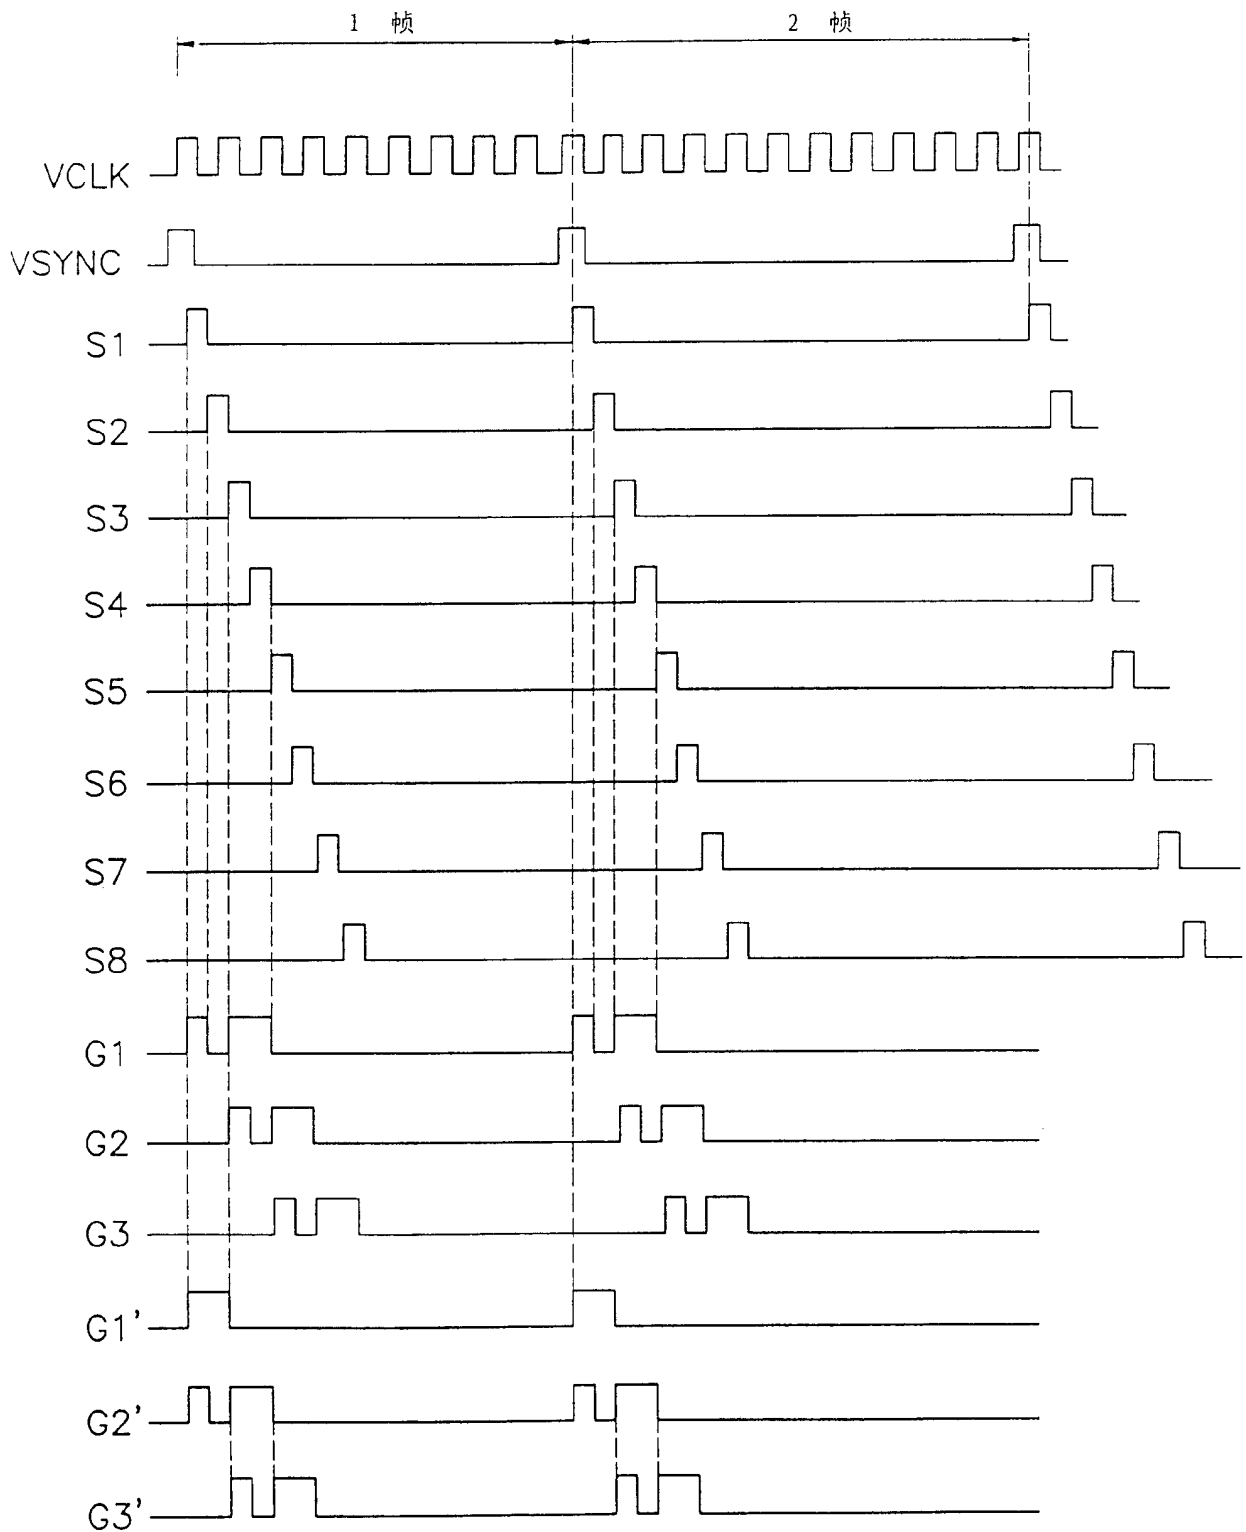 1 帧 2 帧
VCLK
VSYNC
S1
S2
S3
S4
S5
S6
S7
S8
G1
G2
G3
G1'
G2'
G3'